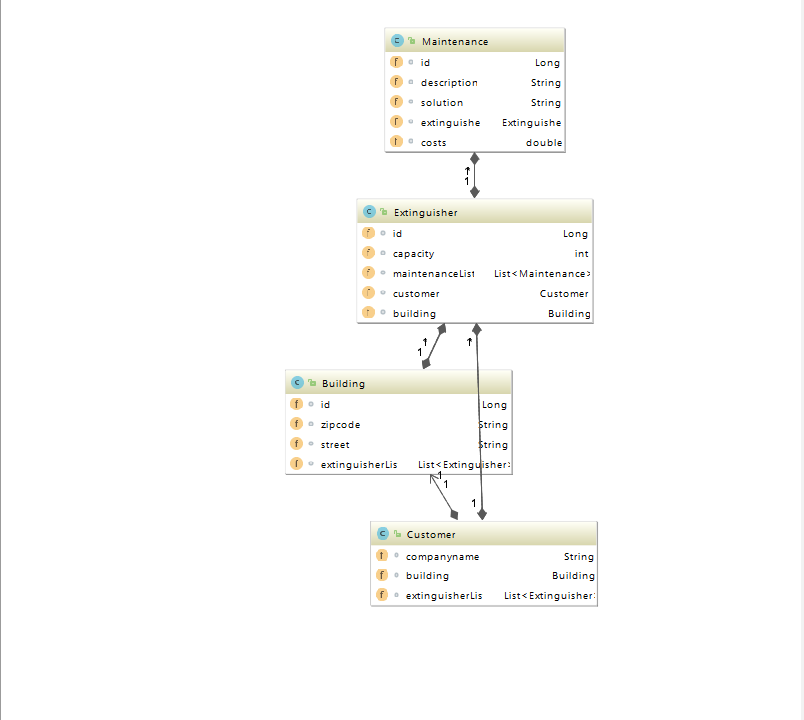 C Maintenance
f id Long
f description String
f solution String
f extinguishe Extinguishe
f costs double
1
1
C Extinguisher
f id Long
f capacity int
f maintenanceList List<Maintenance>
f customer Customer
f building Building
1
1
1
C Building
f id Long
f zipcode String
f street String
f extinguisherLis List<Extinguisher>
1
1
1
C Customer
f companyname String
f building Building
f extinguisherLis List<Extinguisher>